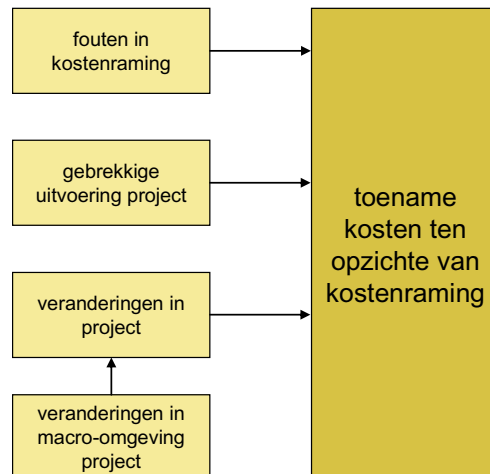 fouten in
kostenraming
gebrekkige
uitvoering project
veranderingen in
project
veranderingen in
macro-omgeving
project
toename
kosten ten
opzichte van
kostenraming